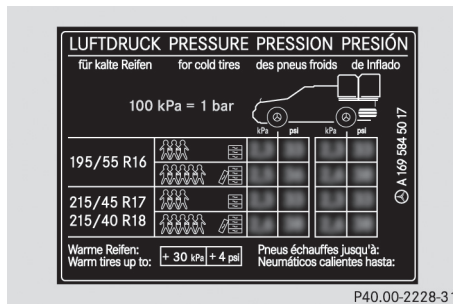 LUFTDRUCK PRESSURE PRESSION PRESIÓN
für kalte Reifen for cold tires des pneus froids de Inflado
100 kPa = 1 bar
kPa psi kPa psi
195/55 R16
215/45 R17
215/40 R18
Warme Reifen: + 30 kPa + 4 psi Pneus échauffes jusqu'à:
Warm tires up to: Neumáticos calientes hasta:
A 169 584 50 17
P40.00-2228-31